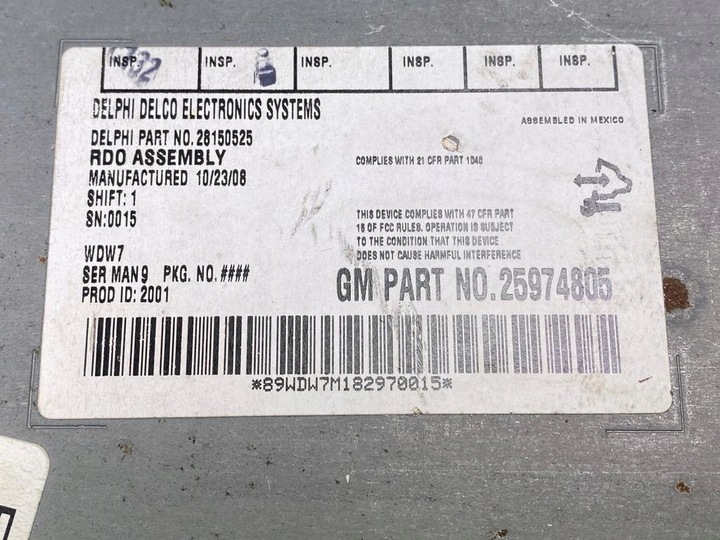 INSP. INSP. INSP. INSP. INSP. INSP.
DELPHI DELCO ELECTRONICS SYSTEMS
ASSEMBLED IN MEXICO
DELPHI PART NO. 28150525
RDO ASSEMBLY
COMPLIES WITH 21 CFR PART 1040
MANUFACTURED 10/23/08
SHIFT: 1
SN:0015
THIS DEVICE COMPLIES WITH 47 CFR PART
15 OF FCC RULES. OPERATION IS SUBJECT
TO THE CONDITION THAT THIS DEVICE
DOES NOT CAUSE HARMFUL INTERFERENCE
WDW7
SER MAN9 PKG. NO. ####
PROD ID: 2001
GM PART NO.25974805
*89WDW7M182970015*